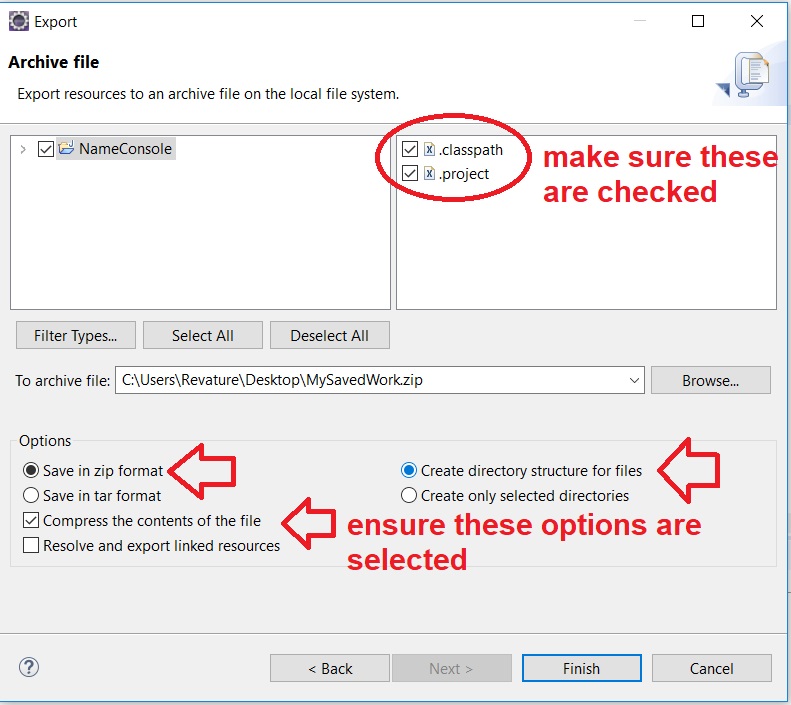 Export
Archive file
Export resources to an archive file on the local file system.
NameConsole
.classpath
.project
make sure these
are checked
Filter Types...
Select All
Deselect All
To archive file:
C:\Users\Revature\Desktop\MySavedWork.zip
Browse...
Options
Save in zip format
Create directory structure for files
Save in tar format
Create only selected directories
Compress the contents of the file
ensure these options are
selected
Resolve and export linked resources
< Back
Next >
Finish
Cancel